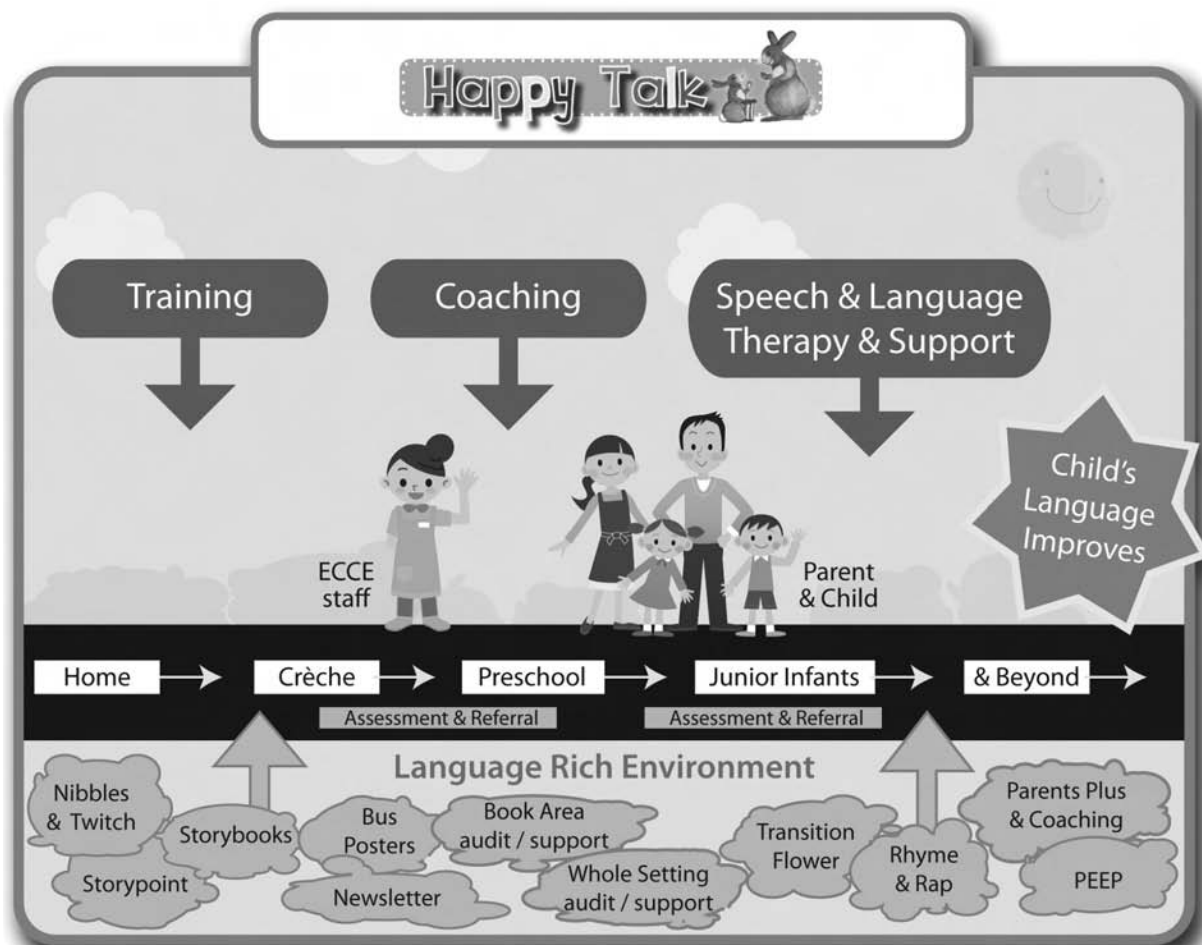 Happy Talk
Training
Coaching
Speech & Language
Therapy & Support
Child's
Language
Improves
ECCE
staff
Parent
& Child
Home
Crèche
Preschool
Junior Infants
& Beyond
Assessment & Referral
Assessment & Referral
Language Rich Environment
Nibbles
& Twitch
Storybooks
Storypoint
Bus
Posters
Newsletter
Book Area
audit / support
Whole Setting
audit / support
Transition
Flower
Rhyme
& Rap
Parents Plus
& Coaching
PEEP